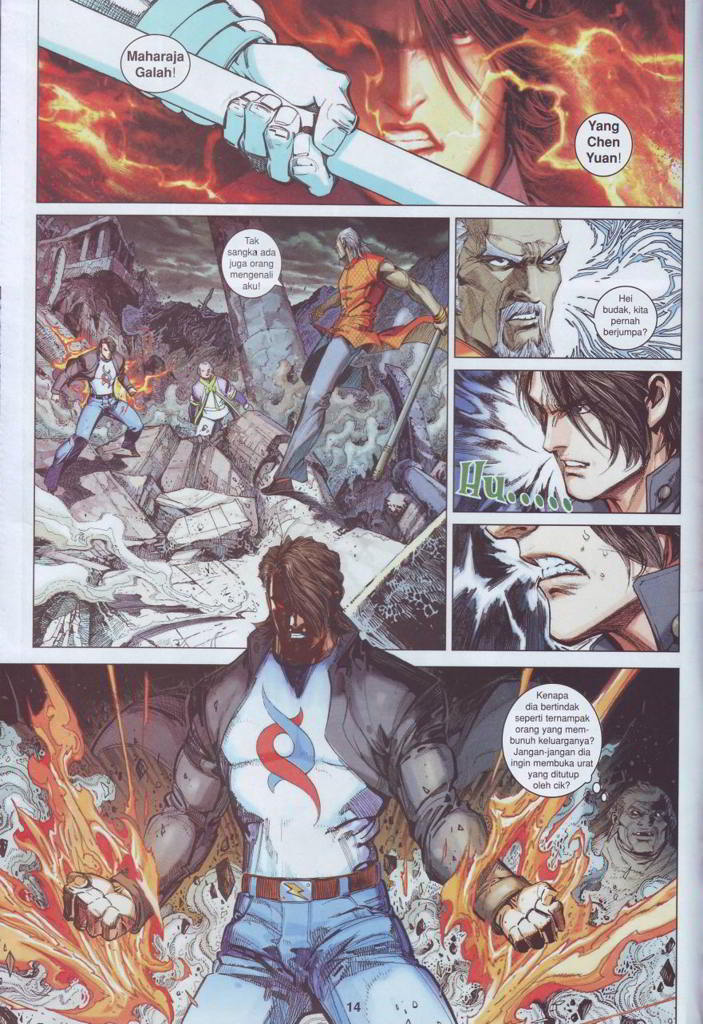 Maharaja
Galah!
Yang
Chen
Yuan!
Tak
sangka ada
juga orang
mengenali
aku!
Hei
budak, kita
pernah
berjumpa?
Hu.....
Kenapa
dia bertindak
seperti ternampak
orang yang mem-
bunuh keluarganya?
Jangan-jangan dia
ingin membuka urat
yang ditutup
oleh cik?
14